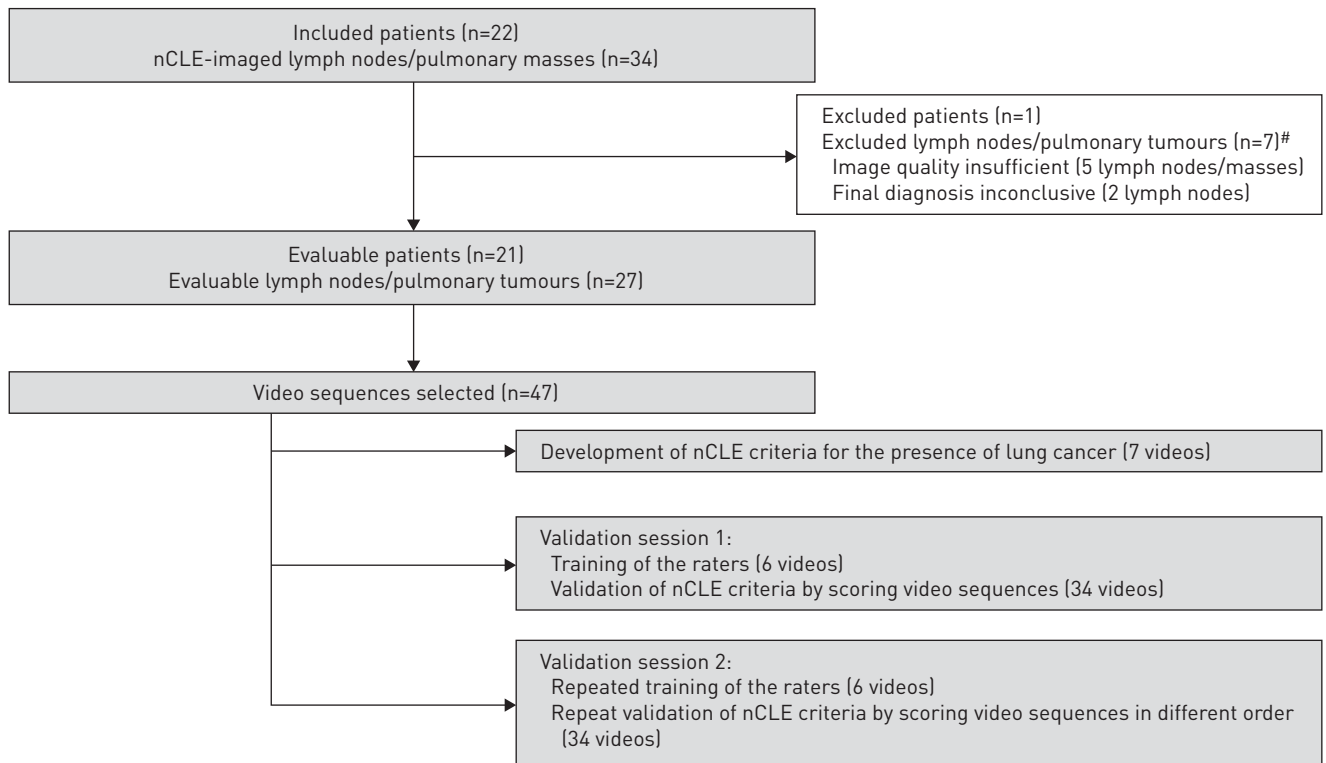 Included patients (n=22)
nCLE-imaged lymph nodes/pulmonary masses (n=34)
Excluded patients (n=1)
Excluded lymph nodes/pulmonary tumours (n=7)#
Image quality insufficient (5 lymph nodes/masses)
Final diagnosis inconclusive (2 lymph nodes)
Evaluable patients (n=21)
Evaluable lymph nodes/pulmonary tumours (n=27)
Video sequences selected (n=47)
Development of nCLE criteria for the presence of lung cancer (7 videos)
Validation session 1:
Training of the raters (6 videos)
Validation of nCLE criteria by scoring video sequences (34 videos)
Validation session 2:
Repeated training of the raters (6 videos)
Repeat validation of nCLE criteria by scoring video sequences in different order
(34 videos)